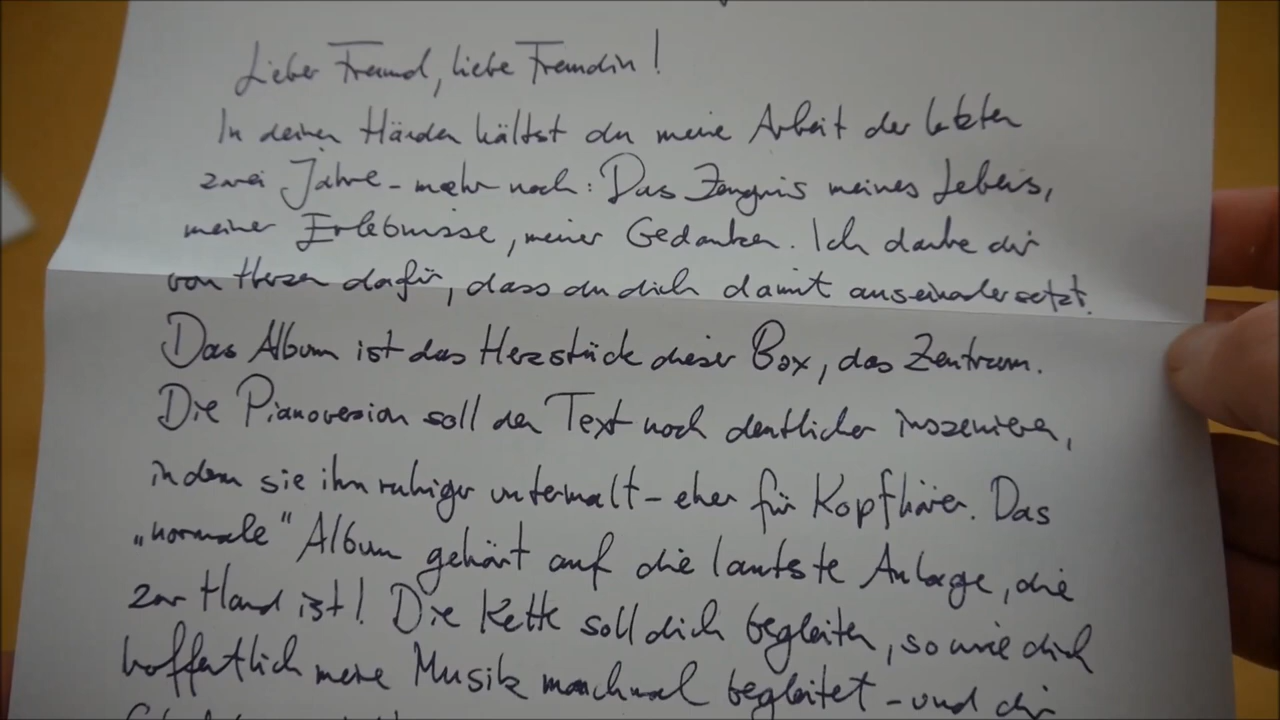 Lieber Freund, liebe Freundin!
In deinen Händen hältst du meine Arbeit der letzten
zwei Jahre - mehr noch: Das Zeugnis meines Lebens,
meiner Erlebnisse, meiner Gedanken. Ich danke dir
von Herzen dafür, dass du dich damit auseinandersetzt.
Das Album ist das Herzstück dieser Box, das Zentrum.
Die Pianoversion soll den Text noch deutlicher inszenieren,
indem sie ihn ruhiger untermalt - eher für Kopfhörer. Das
„normale" Album gehört auf die lauteste Anlage, die
zur Hand ist! Die Kette soll dich begleiten, so wie dich
hoffentlich meine Musik manchmal begleitet - und dir